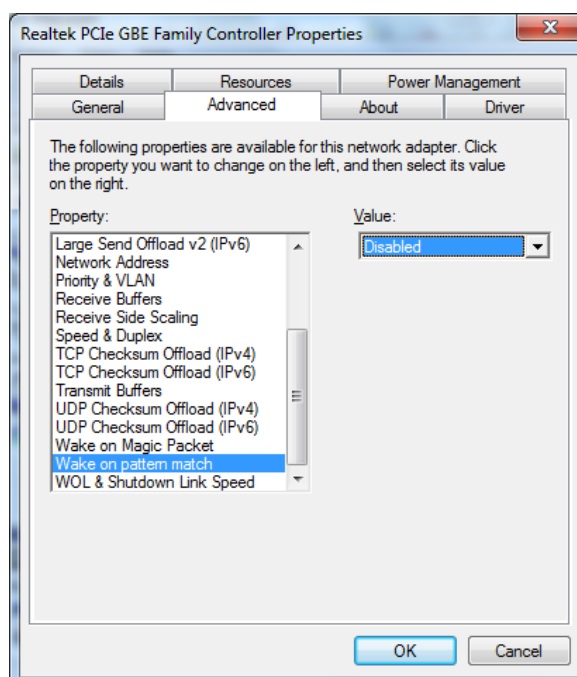 Realtek PCIe GBE Family Controller Properties
Details
Resources
Power Management
General
Advanced
About
Driver
The following properties are available for this network adapter. Click
the property you want to change on the left, and then select its value
on the right.
Property:
Value:
Large Send Offload v2 (IPv6)
Network Address
Priority & VLAN
Receive Buffers
Receive Side Scaling
Speed & Duplex
TCP Checksum Offload (IPv4)
TCP Checksum Offload (IPv6)
Transmit Buffers
UDP Checksum Offload (IPv4)
UDP Checksum Offload (IPv6)
Wake on Magic Packet
Wake on pattern match
WOL & Shutdown Link Speed
Disabled
OK
Cancel